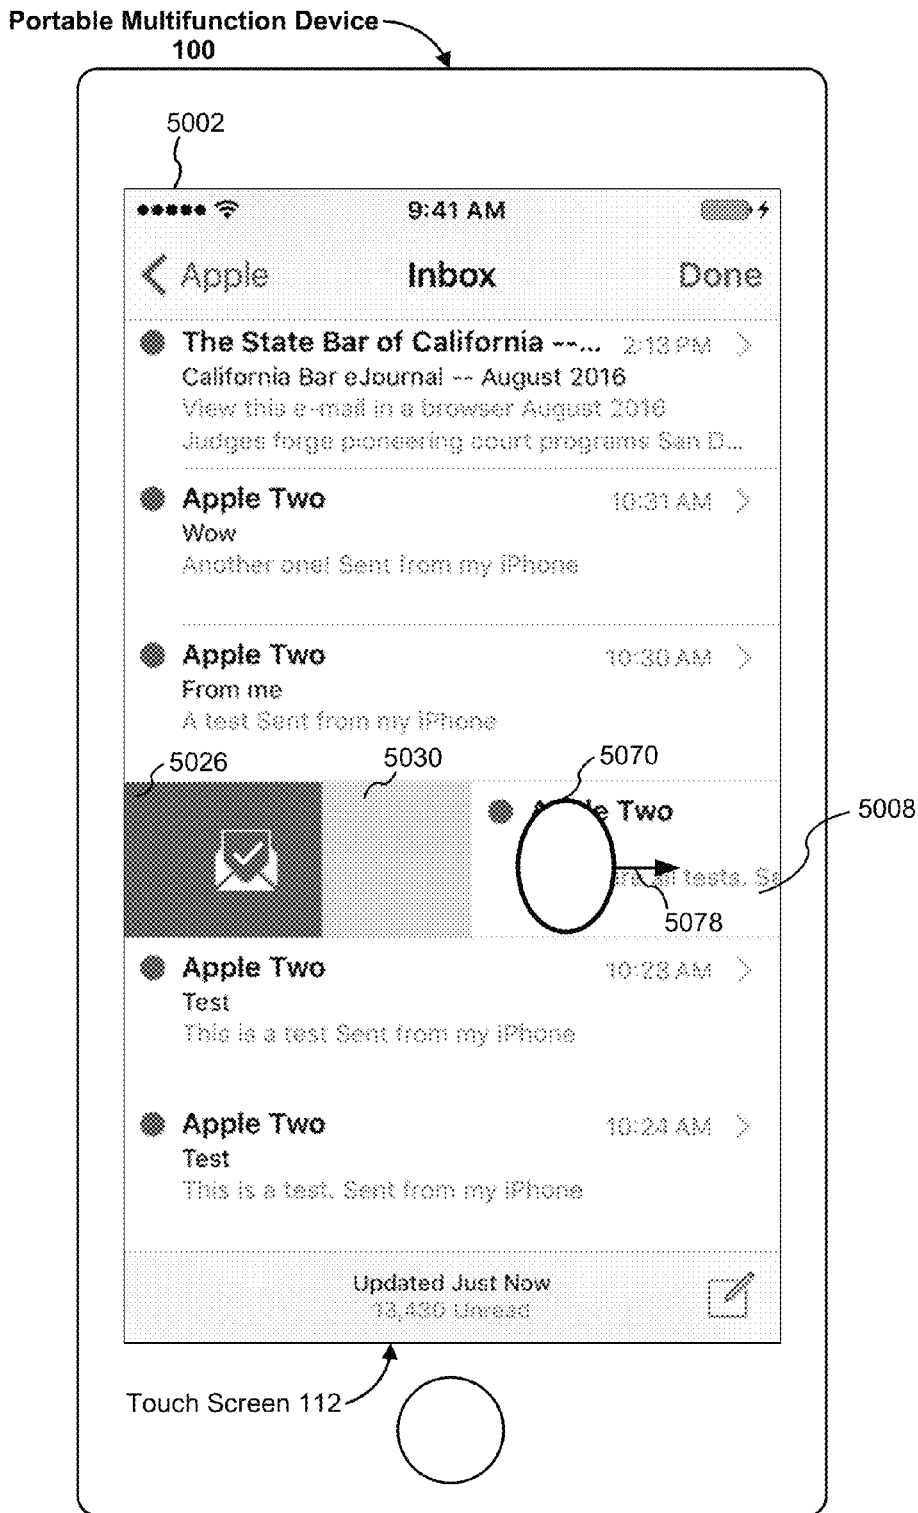 Portable Multifunction Device
100
5002
9:41 AM
Apple Inbox Done
The State Bar of California --... 2:13 PM
California Bar eJournal -- August 2016
View this e-mail in a browser August 2016
Judges forge pioneering court programs San D...
Apple Two 10:31 AM
Wow
Another one! Sent from my iPhone
Apple Two 10:30 AM
From me
A test Sent from my iPhone
5026 5030 5070
Two 5008
all tests.
5078
Apple Two 10:28 AM
Test
This is a test Sent from my iPhone
Apple Two 10:24 AM
Test
This is a test. Sent from my iPhone
Updated Just Now
13,430 Unread
Touch Screen 112